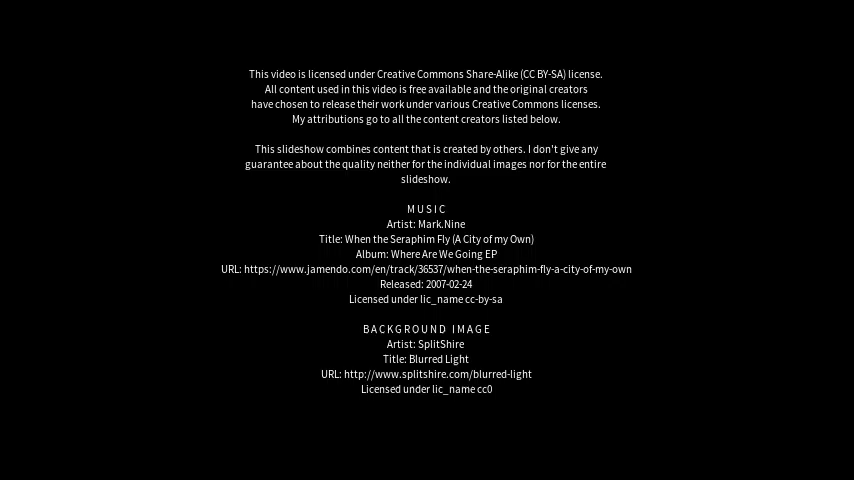 This video is licensed under Creative Commons Share-Alike (CC BY-SA) license.
All content used in this video is free available and the original creators
have chosen to release their work under various Creative Commons licenses.
My attributions go to all the content creators listed below.
This slideshow combines content that is created by others. I don't give any
guarantee about the quality neither for the individual images nor for the entire
slideshow.
MUSIC
Artist: Mark.Nine
Title: When the Seraphim Fly (A City of my Own)
Album: Where Are We Going EP
URL: https://www.jamendo.com/en/track/36537/when-the-seraphim-fly-a-city-of-my-own
Released: 2007-02-24
Licensed under lic_name cc-by-sa
BACKGROUND IMAGE
Artist: SplitShire
Title: Blurred Light
URL: http://www.splitshire.com/blurred-light
Licensed under lic_name cc0